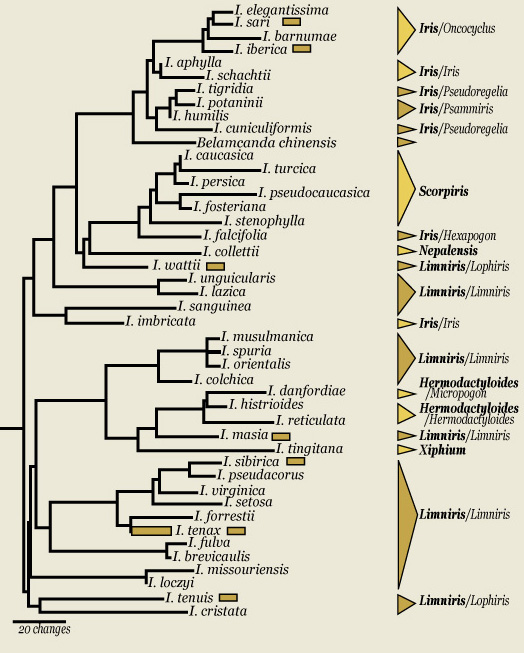 I. elegantissima
I. sari
Iris/Oncocyclus
I. barnumae
I. iberica
I. aphylla
Iris/Iris
I. schachtii
I. tigridia
Iris/Pseudoregelia
I. potaninii
Iris/Psammiris
I. humilis
I. cuniculiformis
Iris/Pseudoregelia
Belamcanda chinensis
I. caucasica
I. turcica
I. persica
Scorpiris
I. pseudocaucasica
I. fosteriana
I. stenophylla
I. falcifolia
Iris/Hexapogon
I. collettii
Nepalensis
I. wattii
Limniris/Lophiris
I. unguicularis
I. lazica
Limniris/Limniris
I. sanguinea
I. imbricata
Iris/Iris
I. musulmanica
I. spuria
Limniris/Limniris
I. orientalis
I. colchica
Hermodactyloides
/Micropogon
I. danfordiae
I. histrioides
Hermodactyloides
/Hermodactyloides
I. reticulata
I. masia
Limniris/Limniris
I. tingitana
Xiphium
I. sibirica
I. pseudacorus
I. virginica
I. setosa
Limniris/Limniris
I. forrestii
I. tenax
I. fulva
I. brevicaulis
I. missouriensis
I. loczyi
I. tenuis
Limniris/Lophiris
I. cristata
20 changes